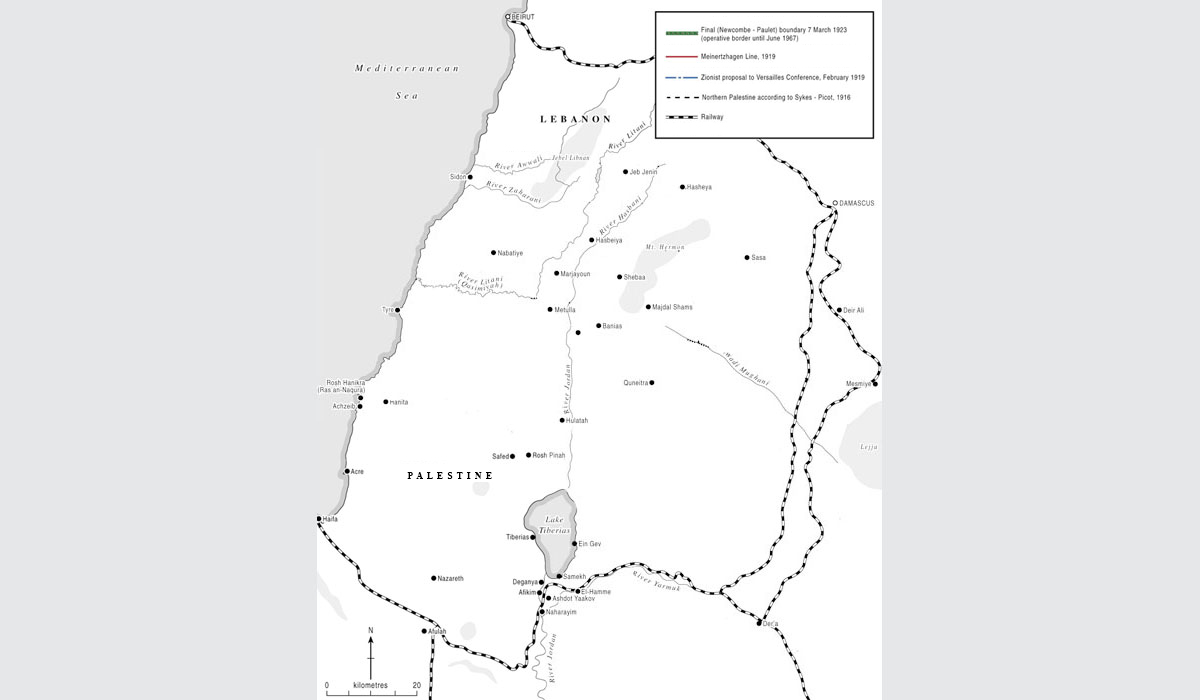 BEIRUT
Final (Newcombe - Paulet) boundary 7 March 1923
(operative border until June 1967)
Meinertzhagen Line, 1919
Zionist proposal to Versailles Conference, February 1919
Northern Palestine according to Sykes - Picot, 1916
Railway
Mediterranean
Sea
LEBANON
River Litani
River Awwali
Jebel Libnan
Jeb Jenin
Sidon
River Zaharani
Hasheya
River Hasbani
DAMASCUS
Hasbeiya
Mt. Hermon
Nabatiye
Sasa
Marjayoun
Shebaa
River Litani
(Qasimiyah)
Tyre
Metulla
Majdal Shams
Deir Ali
Banias
Wadi Mughani
Rosh Hanikra
(Ras an-Naqura)
Quneitra
Mesmiye
River Jordan
Achzeib
Hanita
Hulatah
Lejja
Safed
Rosh Pinah
Acre
PALESTINE
Haifa
Lake
Tiberias
Tiberias
Ein Gev
Nazareth
Samekh
Deganya
River Yarmuk
Afikim
El-Hamme
Ashdot Yaakov
Naharayim
Der'a
N
Afulah
River Jordan
0 kilometres 20